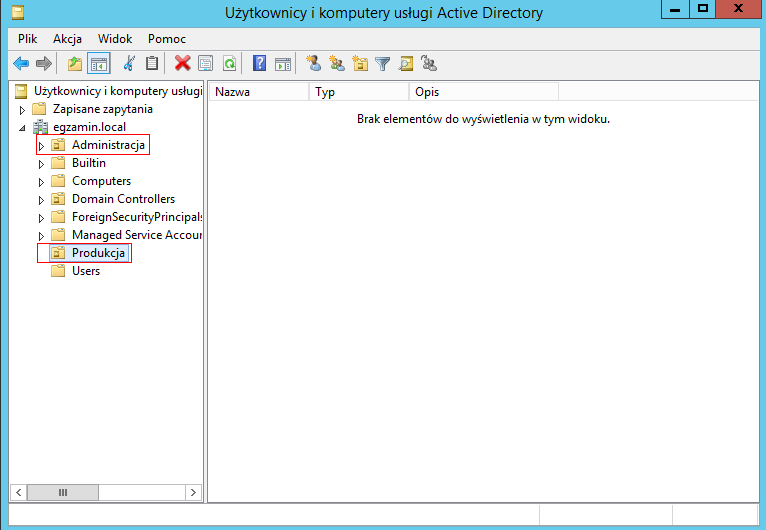 Użytkownicy i komputery usługi Active Directory
Plik Akcja Widok Pomoc
Użytkownicy i komputery usługi
Zapisane zapytania
egzamin.local
Administracja
Builtin
Computers
Domain Controllers
ForeignSecurityPrincipals
Managed Service Accour
Produkcja
Users
Nazwa Typ Opis
Brak elementów do wyświetlenia w tym widoku.